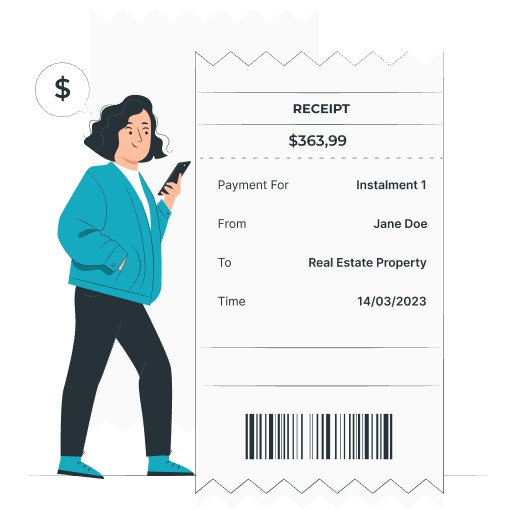 $
RECEIPT
$363,99
Payment For Instalment 1
From Jane Doe
To Real Estate Property
Time 14/03/2023